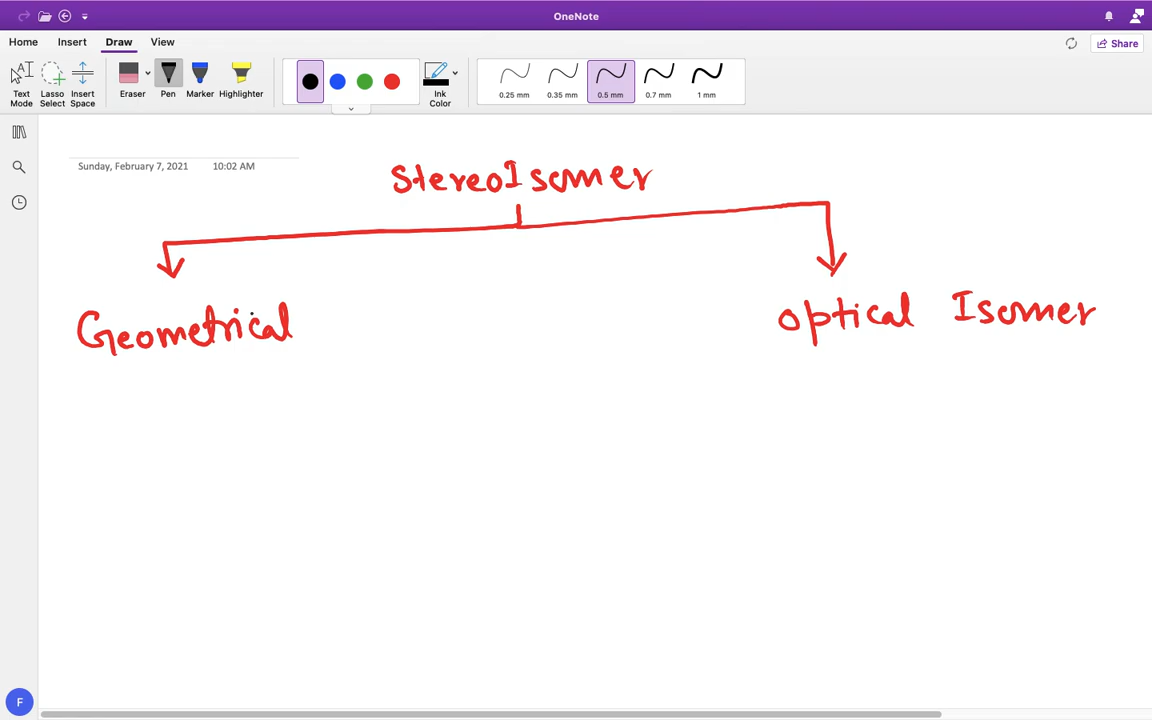 OneNote
Home Insert Draw View
Share
Text Mode
Lasso Select
Insert Space
Eraser
Pen
Marker
Highlighter
Ink Color
0.25 mm
0.35 mm
0.5 mm
0.7 mm
1 mm
Sunday, February 7, 2021 10:02 AM
StereoIsomer
Geometrical
optical Isomer
F